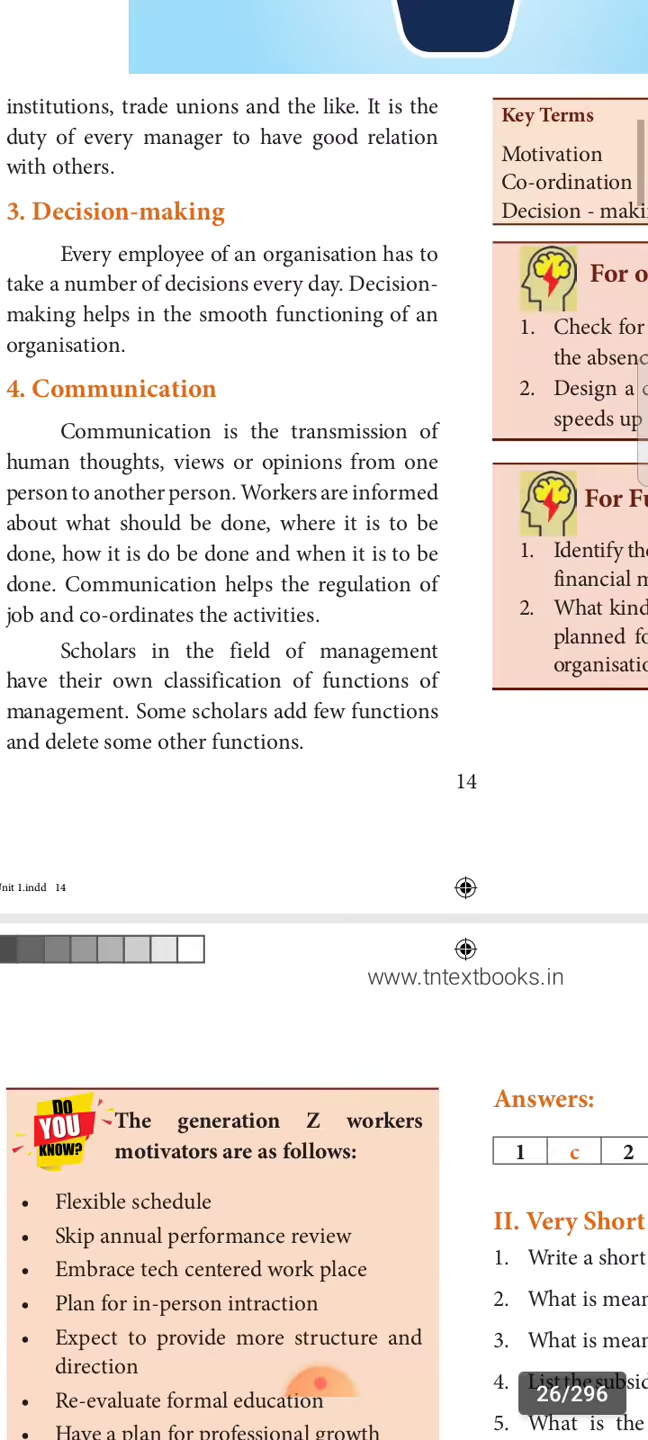 institutions, trade unions and the like. It is the
duty of every manager to have good relation
with others.
3. Decision-making
Every employee of an organisation has to
take a number of decisions every day. Decision-
making helps in the smooth functioning of an
organisation.
4. Communication
Communication is the transmission of
human thoughts, views or opinions from one
person to another person. Workers are informed
about what should be done, where it is to be
done, how it is do be done and when it is to be
done. Communication helps the regulation of
job and co-ordinates the activities.
Scholars in the field of management
have their own classification of functions of
management. Some scholars add few functions
and delete some other functions.
Key Terms
Motivation
Co-ordination
Decision -
For
1. Check for
the
2. Design a
speeds up
For
1. Identify
financial
2. What
planned
14
Unit 1.indd 14
www.tntextbooks.in
DO
YOU
KNOW?
The generation Z workers
motivators are as follows:
• Flexible schedule
• Skip annual performance review
• Embrace tech centered work place
• Plan for in-person intraction
• Expect to provide more structure and
direction
• Re-evaluate formal education
• Have a plan for professional growth
Answers:
1 c 2
II. Very Short
1. Write a short
2. What is
3. What is
4. List the
5. What is the
26/296